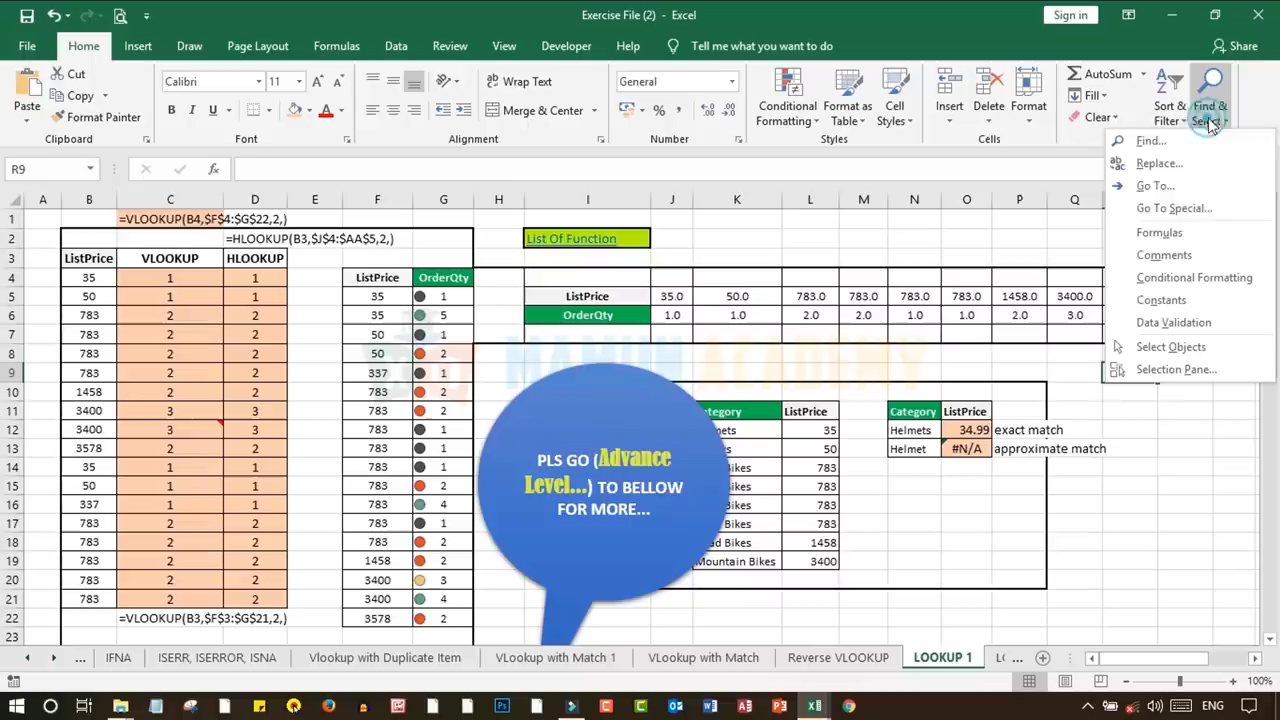 Exercise File (2) - Excel
Sign in
File Home Insert Draw Page Layout Formulas Data Review View Developer Help Tell me what you want to do Share
Cut
Copy
Format Painter
Paste
Clipboard
Calibri 11
B I U
Font
Wrap Text
Merge & Center
Alignment
General
Number
Conditional Formatting
Format as Table
Cell Styles
Styles
Insert Delete Format
Cells
AutoSum
Fill
Clear
Sort & Filter
Find & Select
Find...
Replace...
Go To...
Go To Special...
Formulas
Comments
Conditional Formatting
Constants
Data Validation
Select Objects
Selection Pane...
R9
A B C D E F G H I J K L M N O P Q
1 =VLOOKUP(B4,$F$4:$G$22,2,)
2 =HLOOKUP(B3,$J$4:$AA$5,2,) List Of Function
3 ListPrice VLOOKUP HLOOKUP
4 35 1 1 ListPrice OrderQty
5 50 1 1 35 1 ListPrice 35.0 50.0 783.0 783.0 783.0 783.0 1458.0 3400.0
6 783 2 2 35 5 OrderQty 1.0 1.0 2.0 2.0 1.0 1.0 2.0 3.0
7 783 2 2 50 1
8 783 2 2 50 2
9 783 2 2 337 1
10 1458 2 2 783 2
11 3400 3 3 783 2 ategory ListPrice Category ListPrice
12 3400 3 3 783 1 mets 35 Helmets 34.99 exact match
13 3578 2 2 783 1 s 50 Helmet #N/A approximate match
14 35 1 1 783 1 Bikes 783
15 50 1 1 783 2 Bikes 783
16 337 1 1 783 4 Bikes 783
17 783 2 2 783 1 Bikes 783
18 783 2 2 783 2 d Bikes 1458
19 783 2 2 1458 2 Mountain Bikes 3400
20 783 2 2 3400 3
21 783 2 2 3400 4
22 =VLOOKUP(B3,$F$3:$G$21,2,) 3578 2
23
PLS GO (Advance
Level...) TO BELLOW
FOR MORE...
... IFNA ISERR, ISERROR, ISNA Vlookup with Duplicate Item VLookup with Match 1 VLookup with Match Reverse VLOOKUP LOOKUP 1 ...
100%
ENG